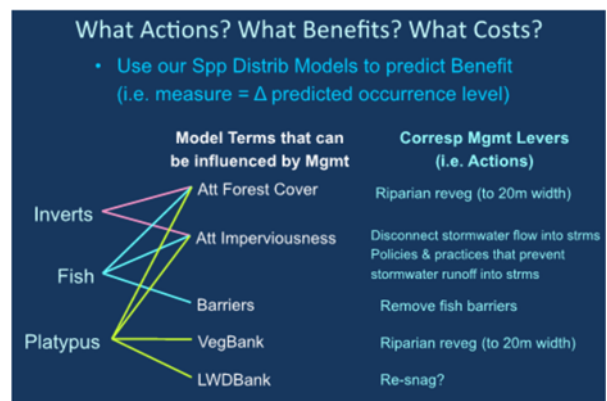 What Actions? What Benefits? What Costs?
• Use our Spp Distrib Models to predict Benefit
(i.e. measure = Δ predicted occurrence level)
Model Terms that can
be influenced by Mgmt
Corresp Mgmt Levers
(i.e. Actions)
Inverts
Fish
Platypus
Att Forest Cover
Riparian reveg (to 20m width)
Att Imperviousness
Disconnect stormwater flow into strms
Policies & practices that prevent
stormwater runoff into strms
Barriers
Remove fish barriers
VegBank
Riparian reveg (to 20m width)
LWDBank
Re-snag?